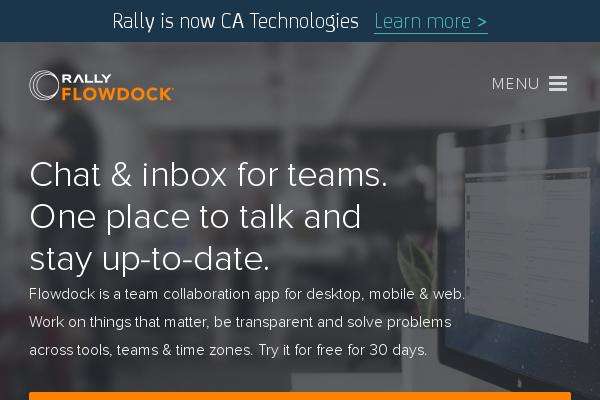 Rally is now CA Technologies Learn more >
RALLY
FLOWDOCK
MENU
Chat & inbox for teams.
One place to talk and
stay up-to-date.
Flowdock is a team collaboration app for desktop, mobile & web.
Work on things that matter, be transparent and solve problems
across tools, teams & time zones. Try it for free for 30 days.